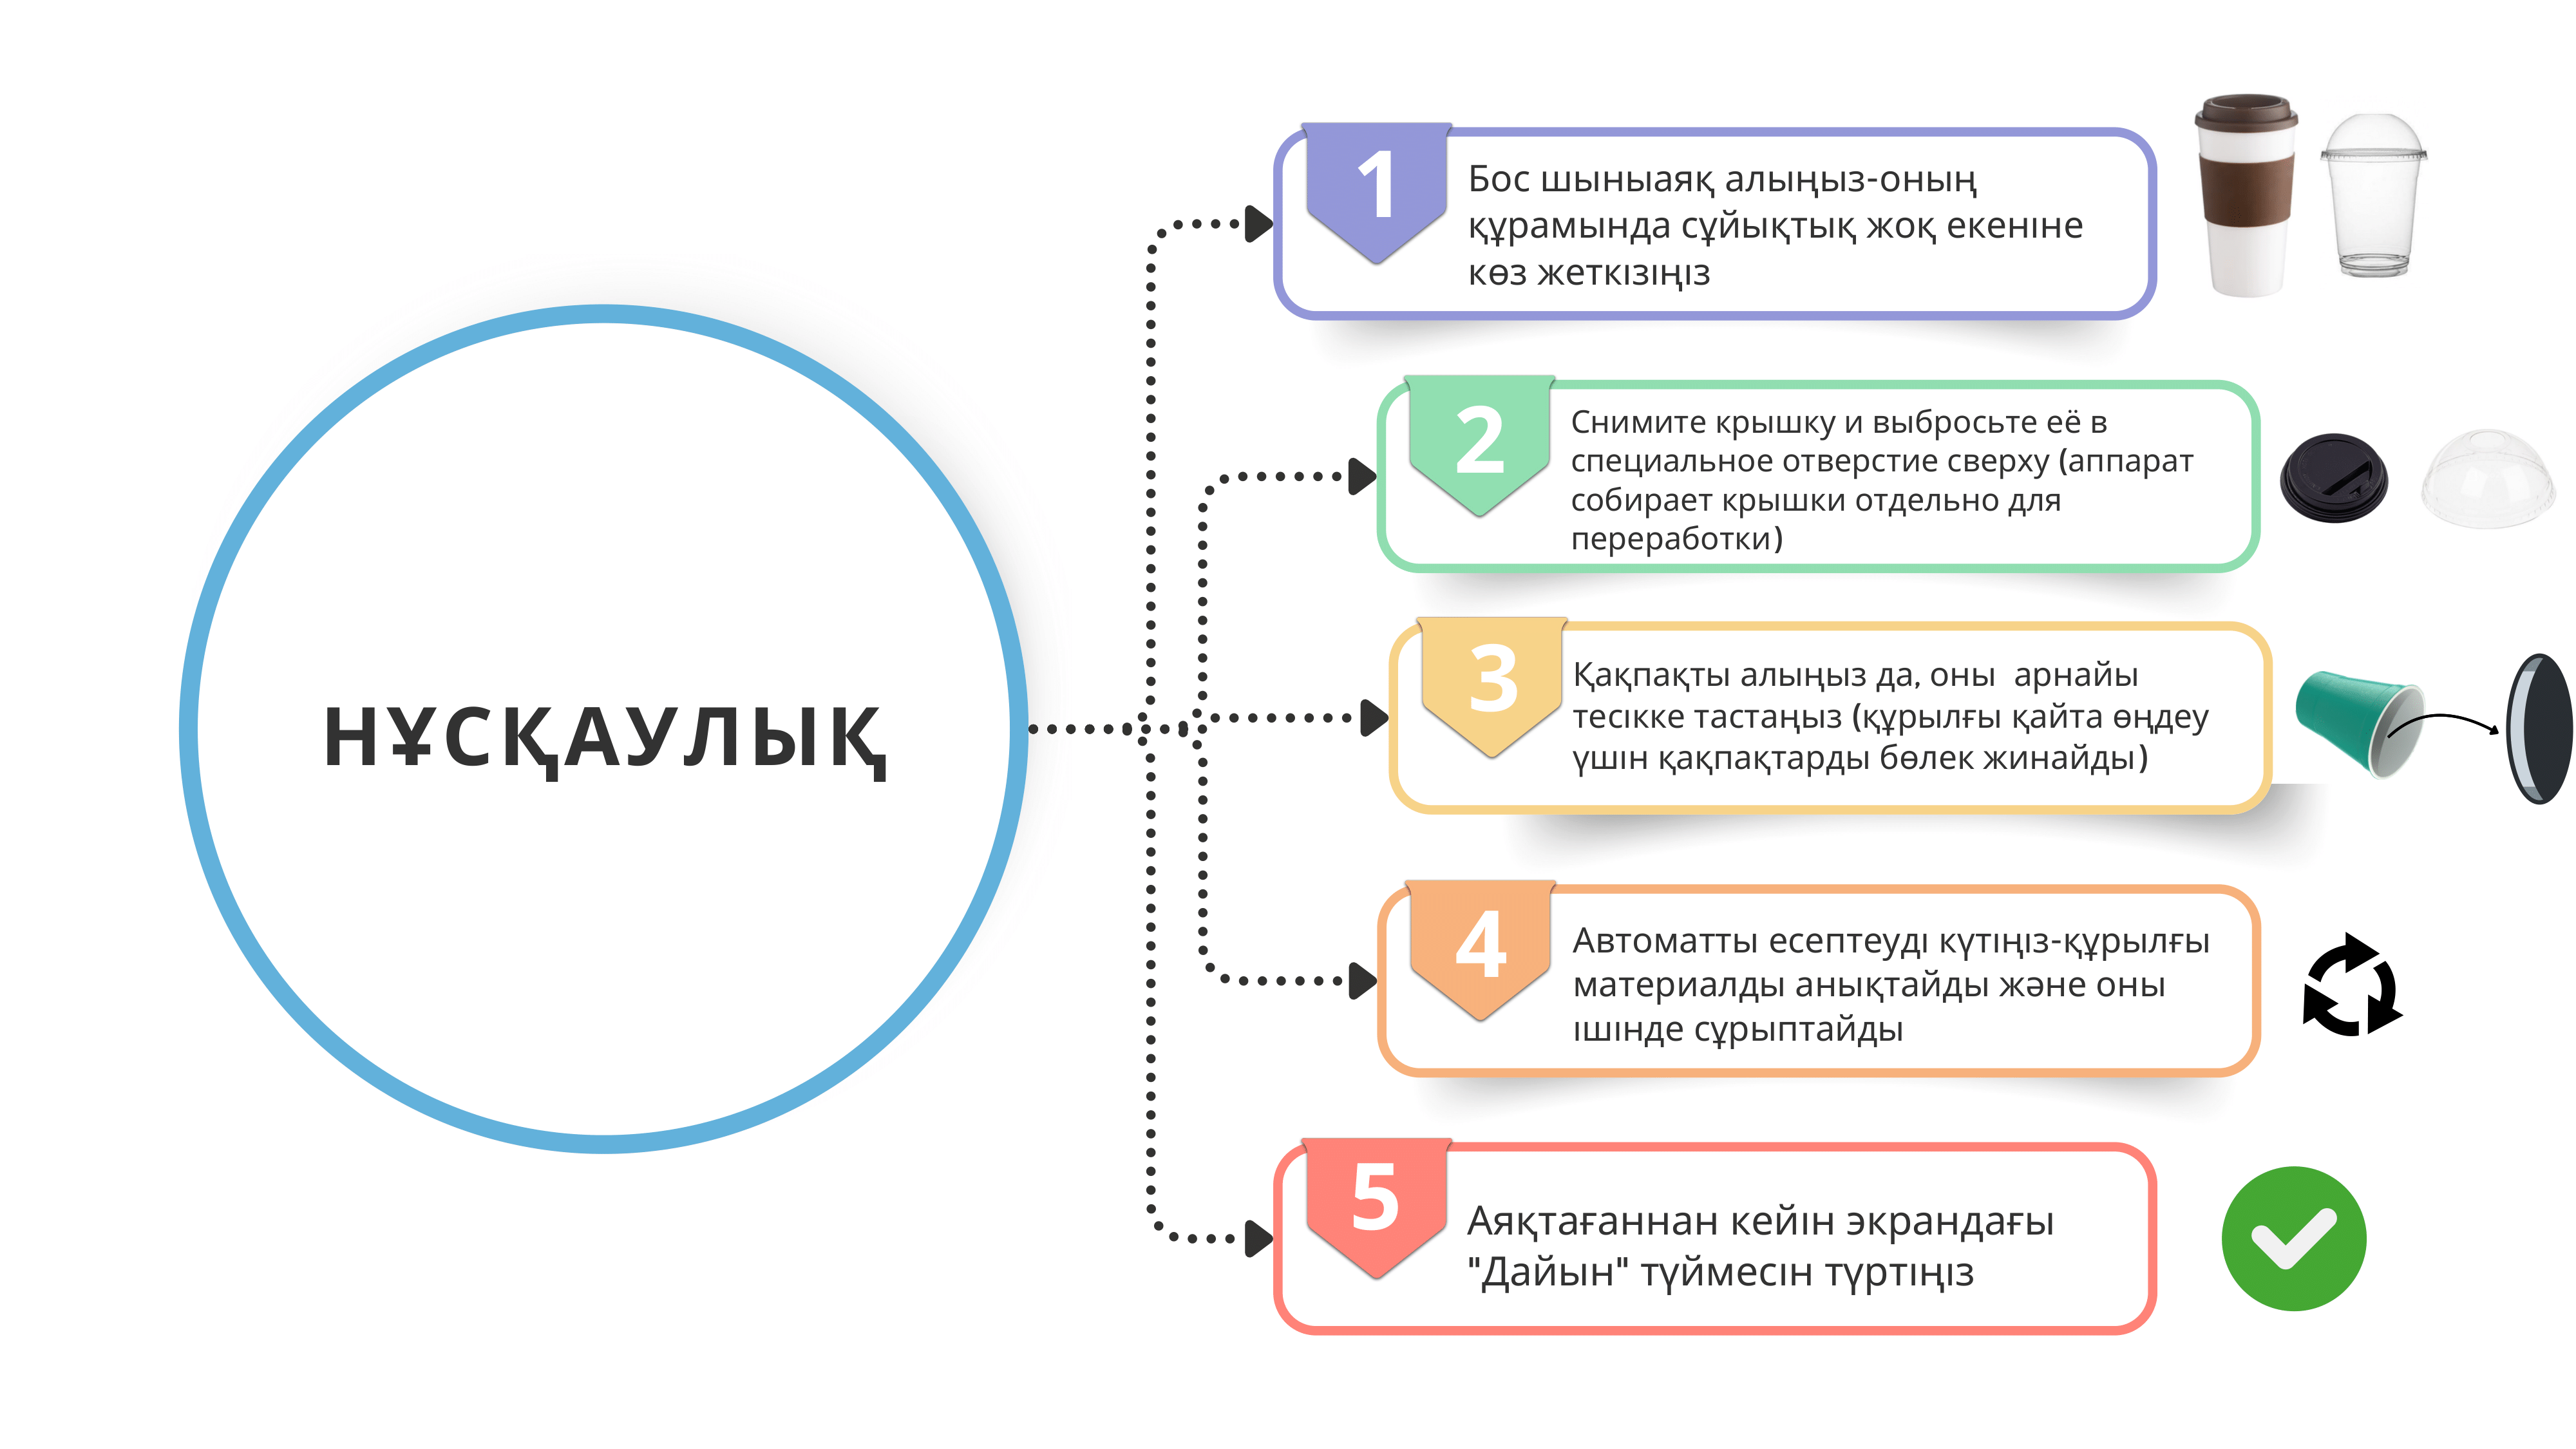 НҰСҚАУЛЫҚ
1
Бос шыныаяқ алыңыз-оның
құрамында сұйықтық жоқ екеніне
көз жеткізіңіз
2
Снимите крышку и выбросьте её в
специальное отверстие сверху (аппарат
собирает крышки отдельно для
переработки)
3
Қақпақты алыңыз да, оны  арнайы
тесікке тастаңыз (құрылғы қайта өңдеу
үшін қақпақтарды бөлек жинайды)
4
Автоматты есептеуді күтіңіз-құрылғы
материалды анықтайды және оны
ішінде сұрыптайды
5
Аяқтағаннан кейін экрандағы
"Дайын" түймесін түртіңіз